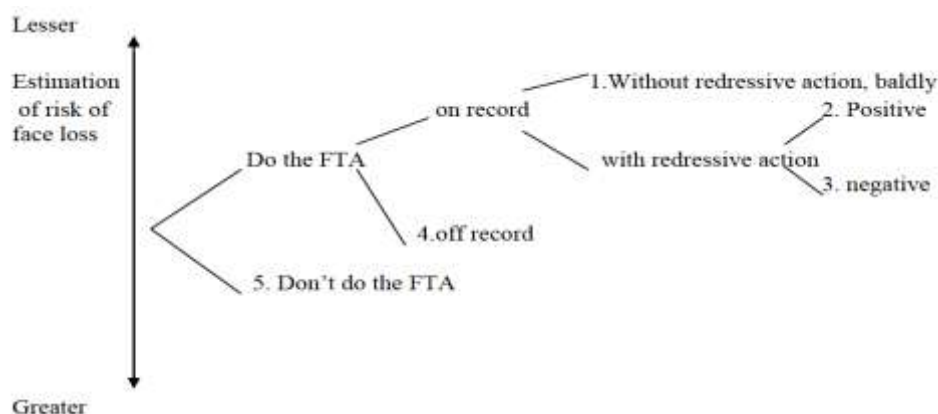 Lesser
Estimation
of risk of
face loss
1.Without redressive action, baldly
on record
2. Positive
Do the FTA
with redressive action
3. negative
4.off record
5. Don't do the FTA
Greater